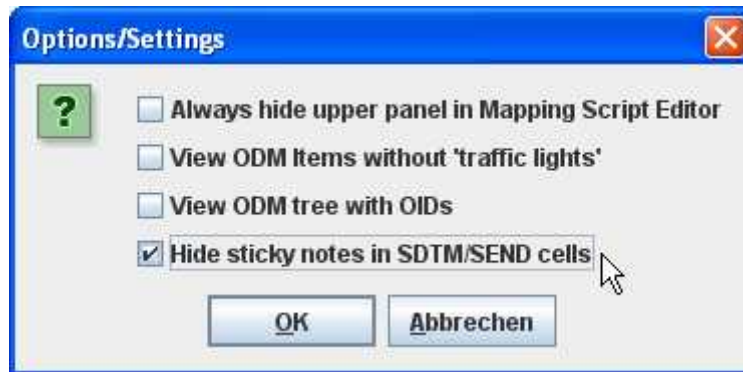 Options/Settings
?
Always hide upper panel in Mapping Script Editor
View ODM Items without 'traffic lights'
View ODM tree with OIDs
Hide sticky notes in SDTM/SEND cells
OK Abbrechen